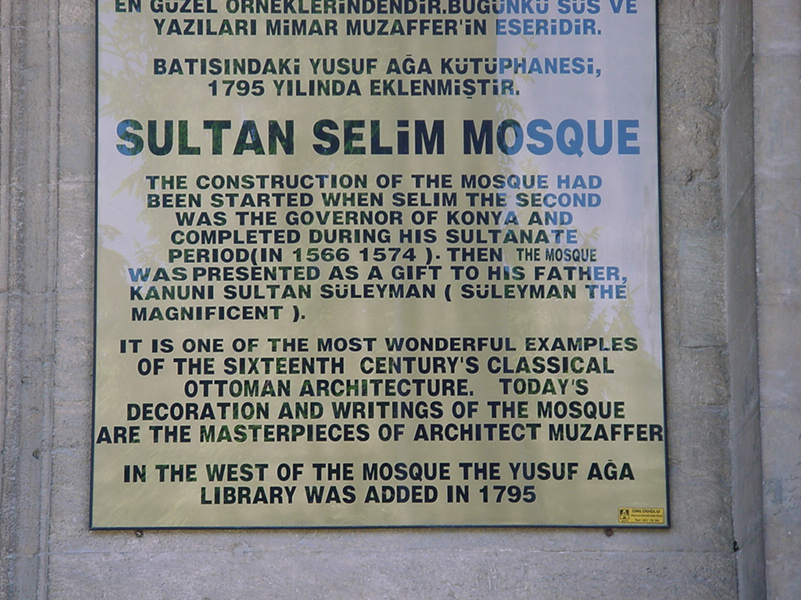 EN GÜZEL ÖRNEKLERİNDENDİR.BUGÜNKÜ SÜS VE
YAZILARI MİMAR MUZAFFER'İN ESERİDİR.
BATISINDAKİ YUSUF AĞA KÜTÜPHANESİ,
1795 YILINDA EKLENMİŞTİR.
SULTAN SELİM MOSQUE
THE CONSTRUCTION OF THE MOSQUE HAD
BEEN STARTED WHEN SELIM THE SECOND
WAS THE GOVERNOR OF KONYA AND
COMPLETED DURING HIS SULTANATE
PERIOD(IN 1566 1574 ). THEN THE MOSQUE
WAS PRESENTED AS A GIFT TO HIS FATHER,
KANUNI SULTAN SÜLEYMAN ( SÜLEYMAN THE
MAGNIFICENT ).
IT IS ONE OF THE MOST WONDERFUL EXAMPLES
OF THE SIXTEENTH CENTURY'S CLASSICAL
OTTOMAN ARCHITECTURE. TODAY'S
DECORATION AND WRITINGS OF THE MOSQUE
ARE THE MASTERPIECES OF ARCHITECT MUZAFFER
IN THE WEST OF THE MOSQUE THE YUSUF AĞA
LIBRARY WAS ADDED IN 1795
ÜNLÜOĞLU